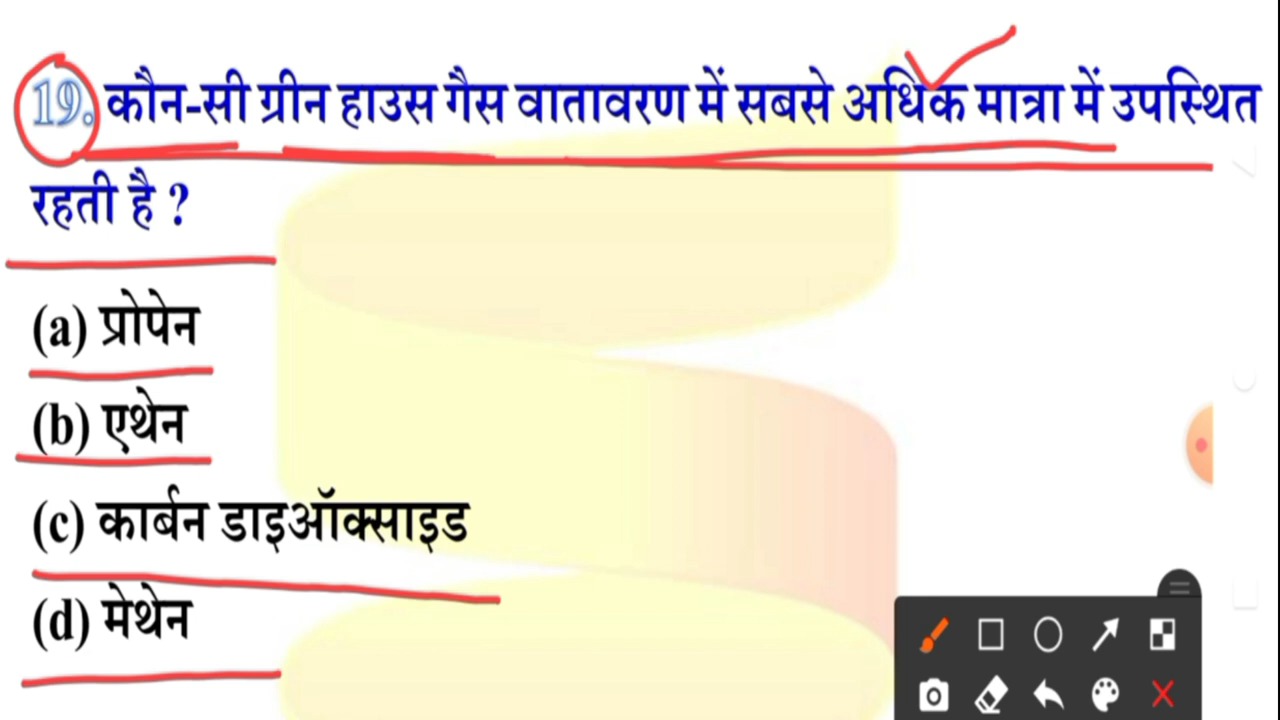 19. कौन-सी ग्रीन हाउस गैस वातावरण में सबसे अधिक मात्रा में उपस्थित
रहती है ?
(a) प्रोपेन
(b) एथेन
(c) कार्बन डाइऑक्साइड
(d) मेथेन